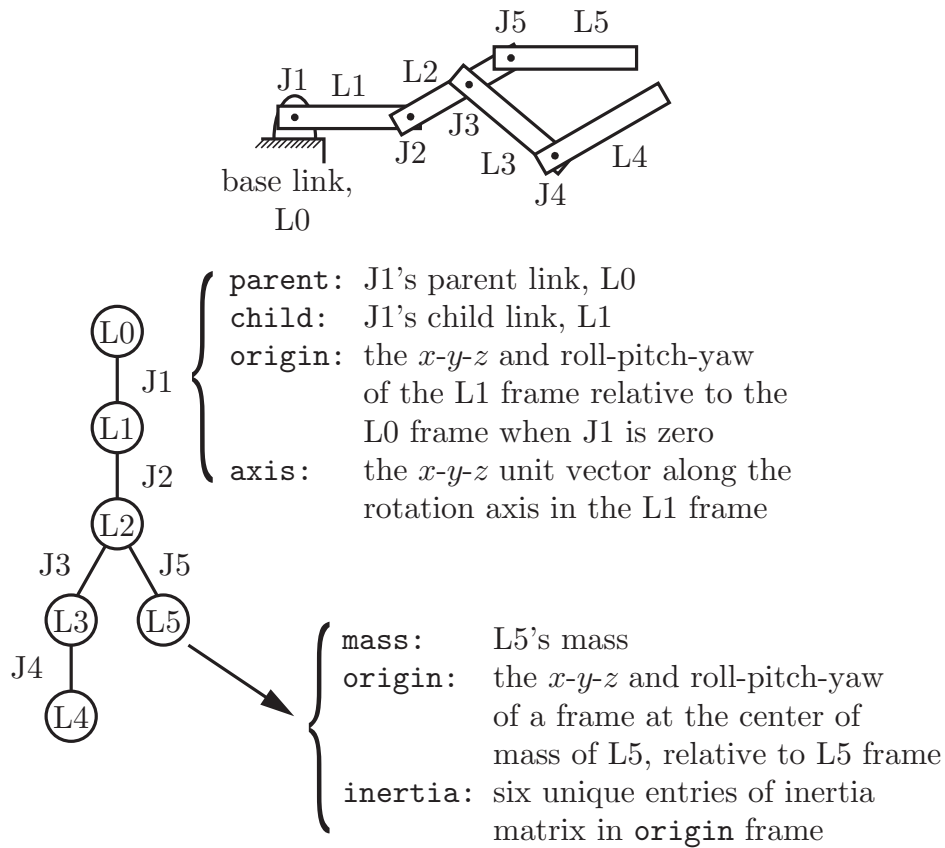 J5 L5
J1 L1 L2
J3
J2 L3 L4
J4
base link,
L0
parent: J1's parent link, L0
child: J1's child link, L1
origin: the x-y-z and roll-pitch-yaw
of the L1 frame relative to the
L0 frame when J1 is zero
axis: the x-y-z unit vector along the
rotation axis in the L1 frame
L0
J1
L1
J2
L2
J3 J5
L3 L5
J4
L4
mass: L5's mass
origin: the x-y-z and roll-pitch-yaw
of a frame at the center of
mass of L5, relative to L5 frame
inertia: six unique entries of inertia
matrix in origin frame